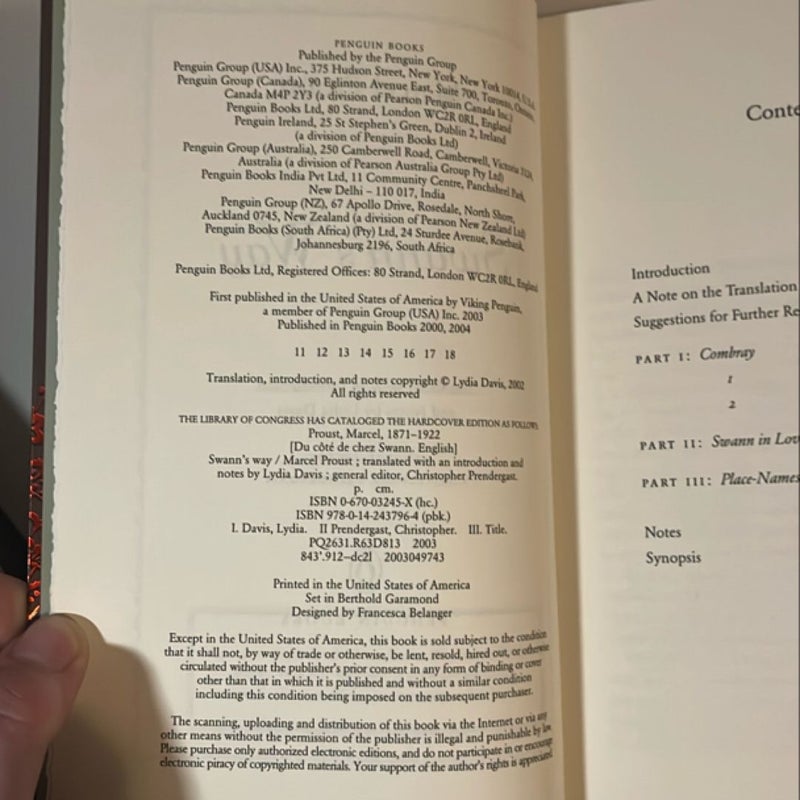 PENGUIN BOOKS
Published by the Penguin Group
Penguin Group (USA) Inc., 375 Hudson Street, New York, New York 10014, U.S.A.
Penguin Group (Canada), 90 Eglinton Avenue East, Suite 700, Toronto, Ontario,
Canada M4P 2Y3 (a division of Pearson Penguin Canada Inc.)
Penguin Books Ltd, 80 Strand, London WC2R 0RL, England
Penguin Ireland, 25 St Stephen's Green, Dublin 2, Ireland
(a division of Penguin Books Ltd)
Penguin Group (Australia), 250 Camberwell Road, Camberwell, Victoria 3124,
Australia (a division of Pearson Australia Group Pty Ltd)
Penguin Books India Pvt Ltd, 11 Community Centre, Panchsheel Park,
New Delhi – 110 017, India
Penguin Group (NZ), 67 Apollo Drive, Rosedale, North Shore,
Auckland 0745, New Zealand (a division of Pearson New Zealand Ltd)
Penguin Books (South Africa) (Pty) Ltd, 24 Sturdee Avenue, Rosebank,
Johannesburg 2196, South Africa
Penguin Books Ltd, Registered Offices: 80 Strand, London WC2R 0RL, England
First published in the United States of America by Viking Penguin,
a member of Penguin Group (USA) Inc. 2003
Published in Penguin Books 2000, 2004
11 12 13 14 15 16 17 18
Translation, introduction, and notes copyright © Lydia Davis, 2002
All rights reserved
THE LIBRARY OF CONGRESS HAS CATALOGED THE HARDCOVER EDITION AS FOLLOWS:
Proust, Marcel, 1871–1922
[Du côté de chez Swann. English]
Swann's way / Marcel Proust ; translated with an introduction and
notes by Lydia Davis ; general editor, Christopher Prendergast.
p. cm.
ISBN 0-670-03245-X (hc.)
ISBN 978-0-14-243796-4 (pbk.)
I. Davis, Lydia. II Prendergast, Christopher. III. Title.
PQ2631.R63D813 2003
843'.912–dc21 2003049743
Printed in the United States of America
Set in Berthold Garamond
Designed by Francesca Belanger
Except in the United States of America, this book is sold subject to the condition
that it shall not, by way of trade or otherwise, be lent, resold, hired out, or otherwise
circulated without the publisher's prior consent in any form of binding or cover
other than that in which it is published and without a similar condition
including this condition being imposed on the subsequent purchaser.
The scanning, uploading and distribution of this book via the Internet or via any
other means without the permission of the publisher is illegal and punishable by law.
Please purchase only authorized electronic editions, and do not participate in or encourage
electronic piracy of copyrighted materials. Your support of the author's rights is appreciated.
Conte
Introduction
A Note on the Translation
Suggestions for Further Re
PART I: Combray
1
2
PART II: Swann in Lov
PART III: Place-Names
Notes
Synopsis